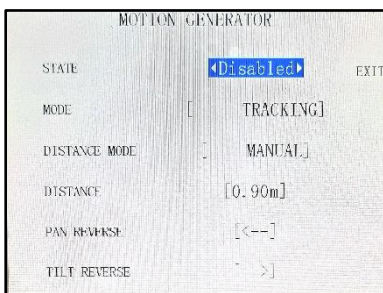 MOTION GENERATOR
STATE ◂Disabled▸ EXIT
MODE [ TRACKING]
DISTANCE MODE [ MANUAL]
DISTANCE [0.90m]
PAN REVERSE [<--]
TILT REVERSE [ >]